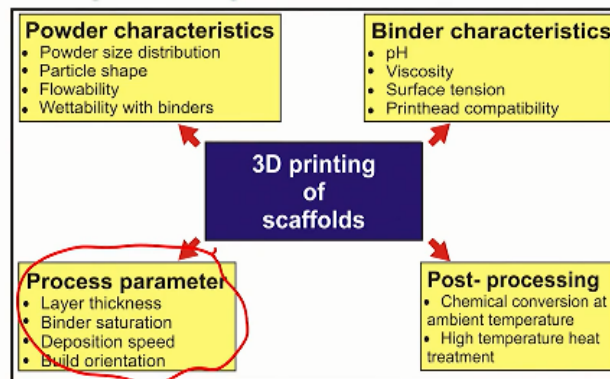 Powder characteristics
• Powder size distribution
• Particle shape
• Flowability
• Wettability with binders
Binder characteristics
• pH
• Viscosity
• Surface tension
• Printhead compatibility
3D printing
of
scaffolds
Process parameter
• Layer thickness
• Binder saturation
• Deposition speed
• Build orientation
Post- processing
• Chemical conversion at
ambient temperature
• High temperature heat
treatment